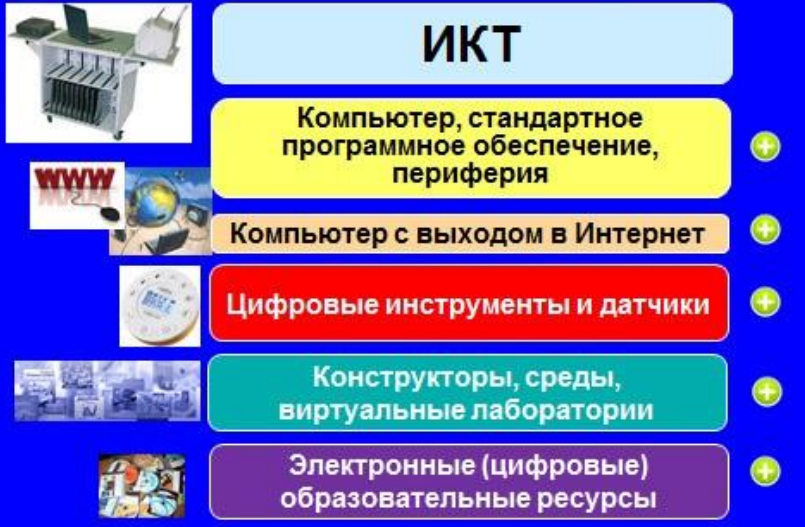 ИКТ
Компьютер, стандартное
программное обеспечение,
периферия
WWW
Компьютер с выходом в Интернет
Цифровые инструменты и датчики
Конструкторы, среды,
виртуальные лаборатории
Электронные (цифровые)
образовательные ресурсы